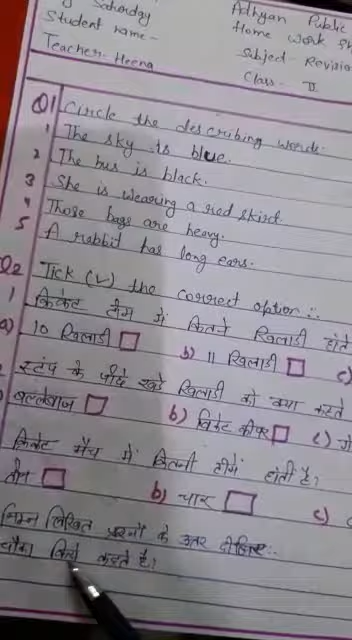 Saturday
Adhyan Public
Student name-
Home work
Teacher- Heena
Subject- Revision
Class- II
Q1 Circle the describing words.
1 The sky is blue.
2 The bus is black.
3 She is wearing a red skirt
4 Those bags are heavy.
5 A rabbit has long ears.
Q2 Tick (✓) the correct option :-
1 क्रिकेट टीम में कितने खिलाडी होते
a) 10 खिलाडी b) 11 खिलाडी c)
स्टंप के पीछे खडे खिलाडी को क्या कहते
बल्लेबाज b) विकेट कीपर c)
क्रिकेट मैच में कितनी टीमें होती है।
तीन b) चार c)
निम्न लिखित प्रश्नों के उतर दीजिए:-
चौका किसे कहते है।